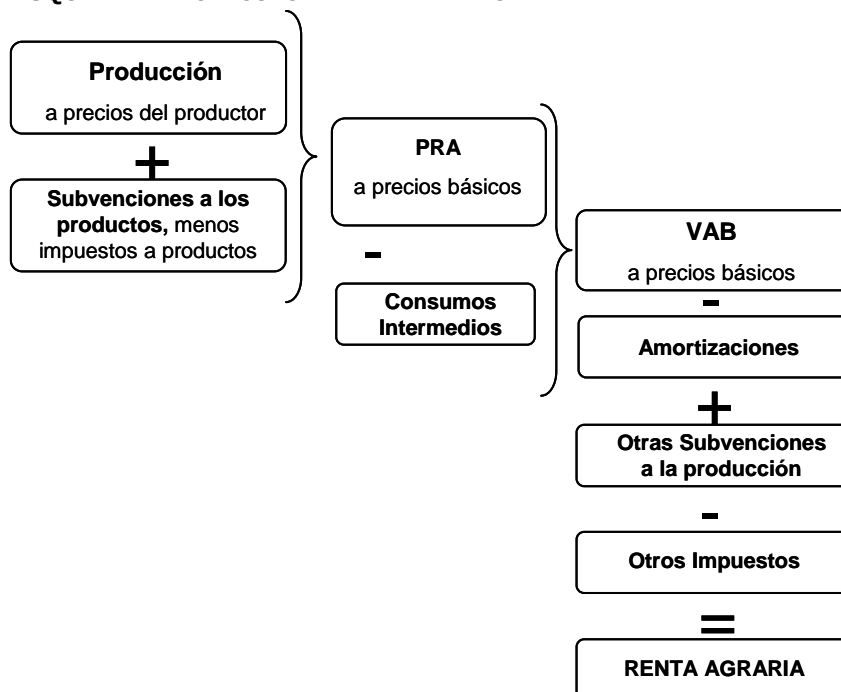 Producción
a precios del productor
+
Subvenciones a los
productos, menos
impuestos a productos
PRA
a precios básicos
-
Consumos
Intermedios
VAB
a precios básicos
-
Amortizaciones
+
Otras Subvenciones
a la producción
-
Otros Impuestos
=
RENTA AGRARIA